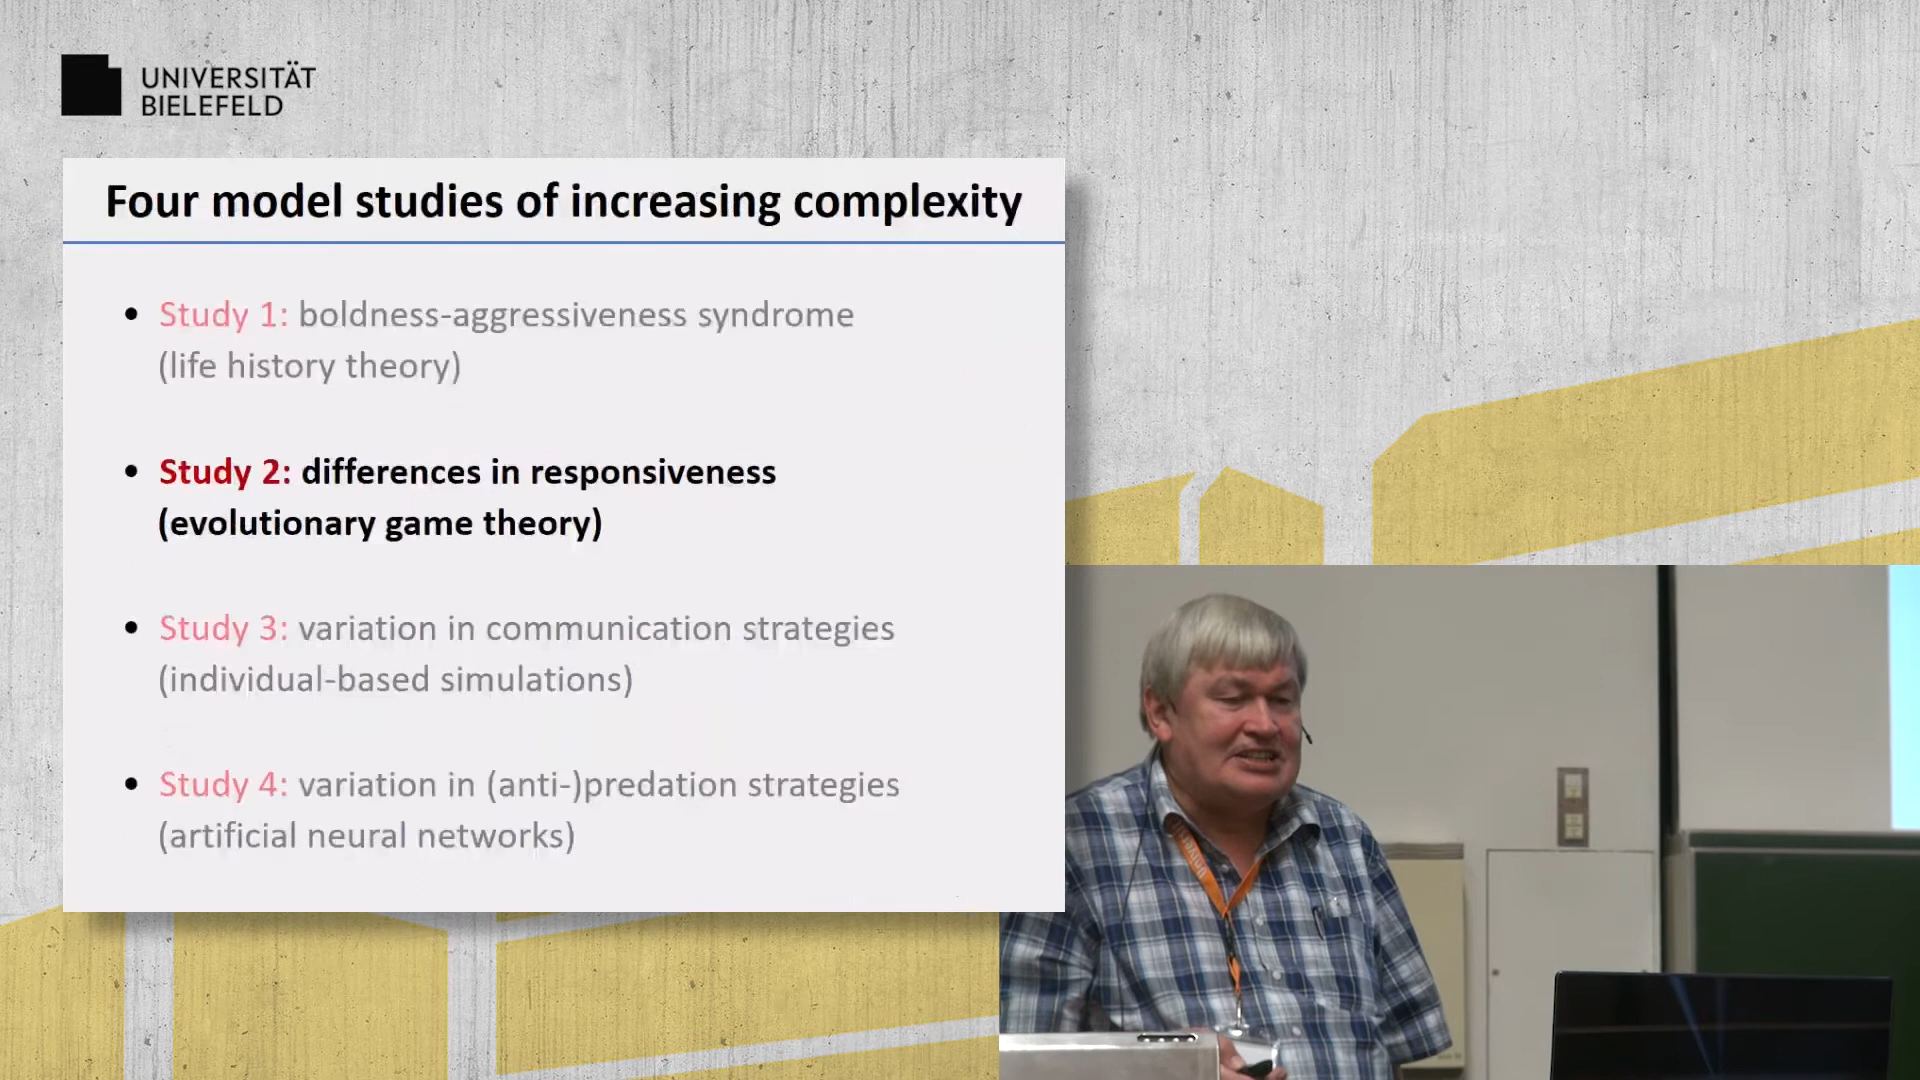 UNIVERSITÄT
BIELEFELD
Four model studies of increasing complexity
• Study 1: boldness-aggressiveness syndrome
(life history theory)
• Study 2: differences in responsiveness
(evolutionary game theory)
• Study 3: variation in communication strategies
(individual-based simulations)
• Study 4: variation in (anti-)predation strategies
(artificial neural networks)